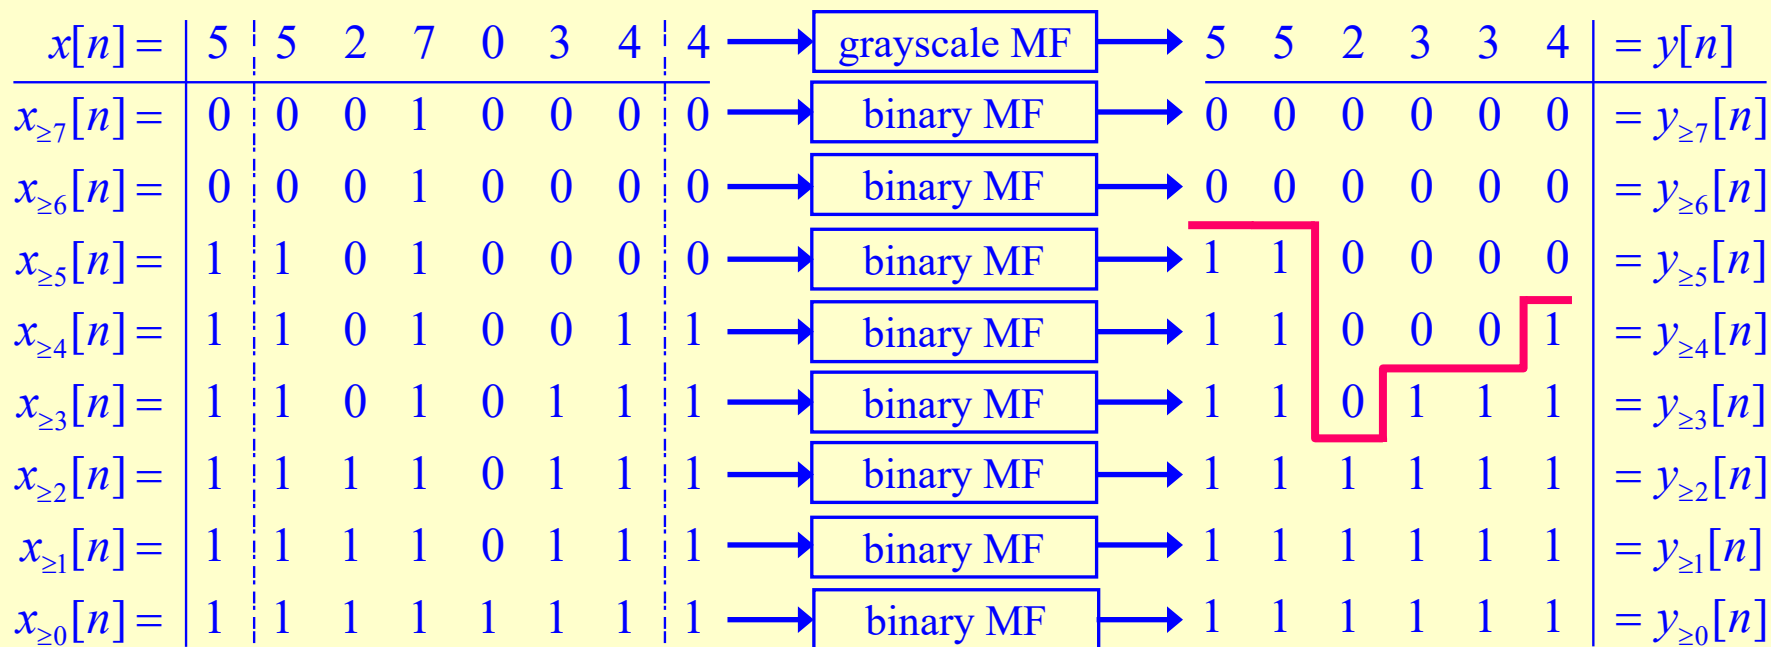 x[n] = 5 5 2 7 0 3 4 4 grayscale MF 5 5 2 3 3 4 = y[n]
x≥7[n] = 0 0 0 1 0 0 0 0 binary MF 0 0 0 0 0 0 = y≥7[n]
x≥6[n] = 0 0 0 1 0 0 0 0 binary MF 0 0 0 0 0 0 = y≥6[n]
x≥5[n] = 1 1 0 1 0 0 0 0 binary MF 1 1 0 0 0 0 = y≥5[n]
x≥4[n] = 1 1 0 1 0 0 1 1 binary MF 1 1 0 0 0 1 = y≥4[n]
x≥3[n] = 1 1 0 1 0 1 1 1 binary MF 1 1 0 1 1 1 = y≥3[n]
x≥2[n] = 1 1 1 1 0 1 1 1 binary MF 1 1 1 1 1 1 = y≥2[n]
x≥1[n] = 1 1 1 1 0 1 1 1 binary MF 1 1 1 1 1 1 = y≥1[n]
x≥0[n] = 1 1 1 1 1 1 1 1 binary MF 1 1 1 1 1 1 = y≥0[n]